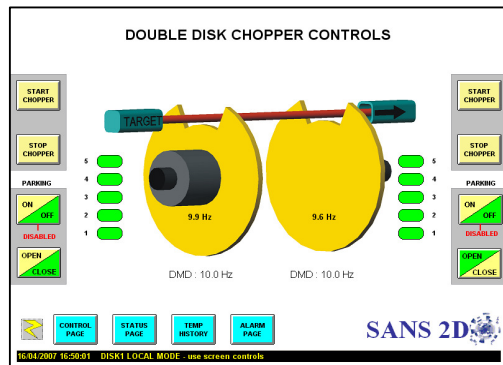 DOUBLE DISK CHOPPER CONTROLS
START
CHOPPER
STOP
CHOPPER
PARKING
ON
OFF
DISABLED
OPEN
CLOSE
5
4
3
2
1
TARGET
9.9 Hz
9.6 Hz
DMD : 10.0 Hz
DMD : 10.0 Hz
5
4
3
2
1
START
CHOPPER
STOP
CHOPPER
PARKING
ON
OFF
DISABLED
OPEN
CLOSE
CONTROL
PAGE
STATUS
PAGE
TEMP
HISTORY
ALARM
PAGE
SANS 2D
16/04/2007 16:50:01 DISK1 LOCAL MODE - use screen controls